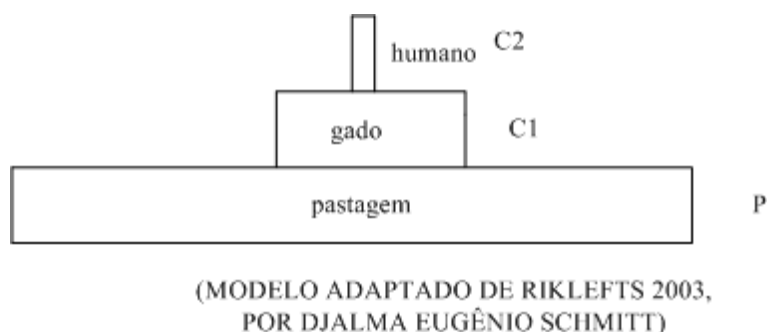 humano C2
gado C1
pastagem P
(MODELO ADAPTADO DE RIKLEFTS 2003,
POR DJALMA EUGÊNIO SCHMITT)